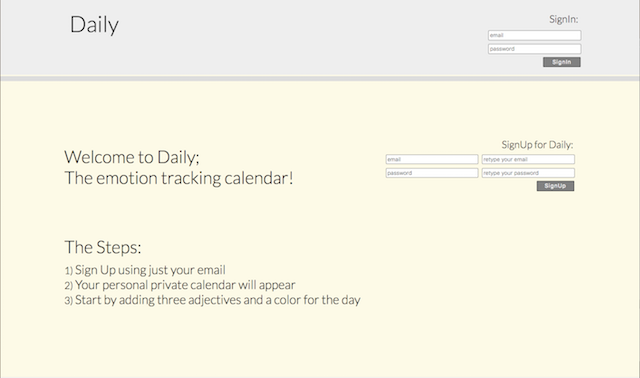 Daily
SignIn:
email
password
SignIn
SignUp for Daily:
email retype your email
password retype your password
SignUp
Welcome to Daily;
The emotion tracking calendar!
The Steps:
1) Sign Up using just your email
2) Your personal private calendar will appear
3) Start by adding three adjectives and a color for the day